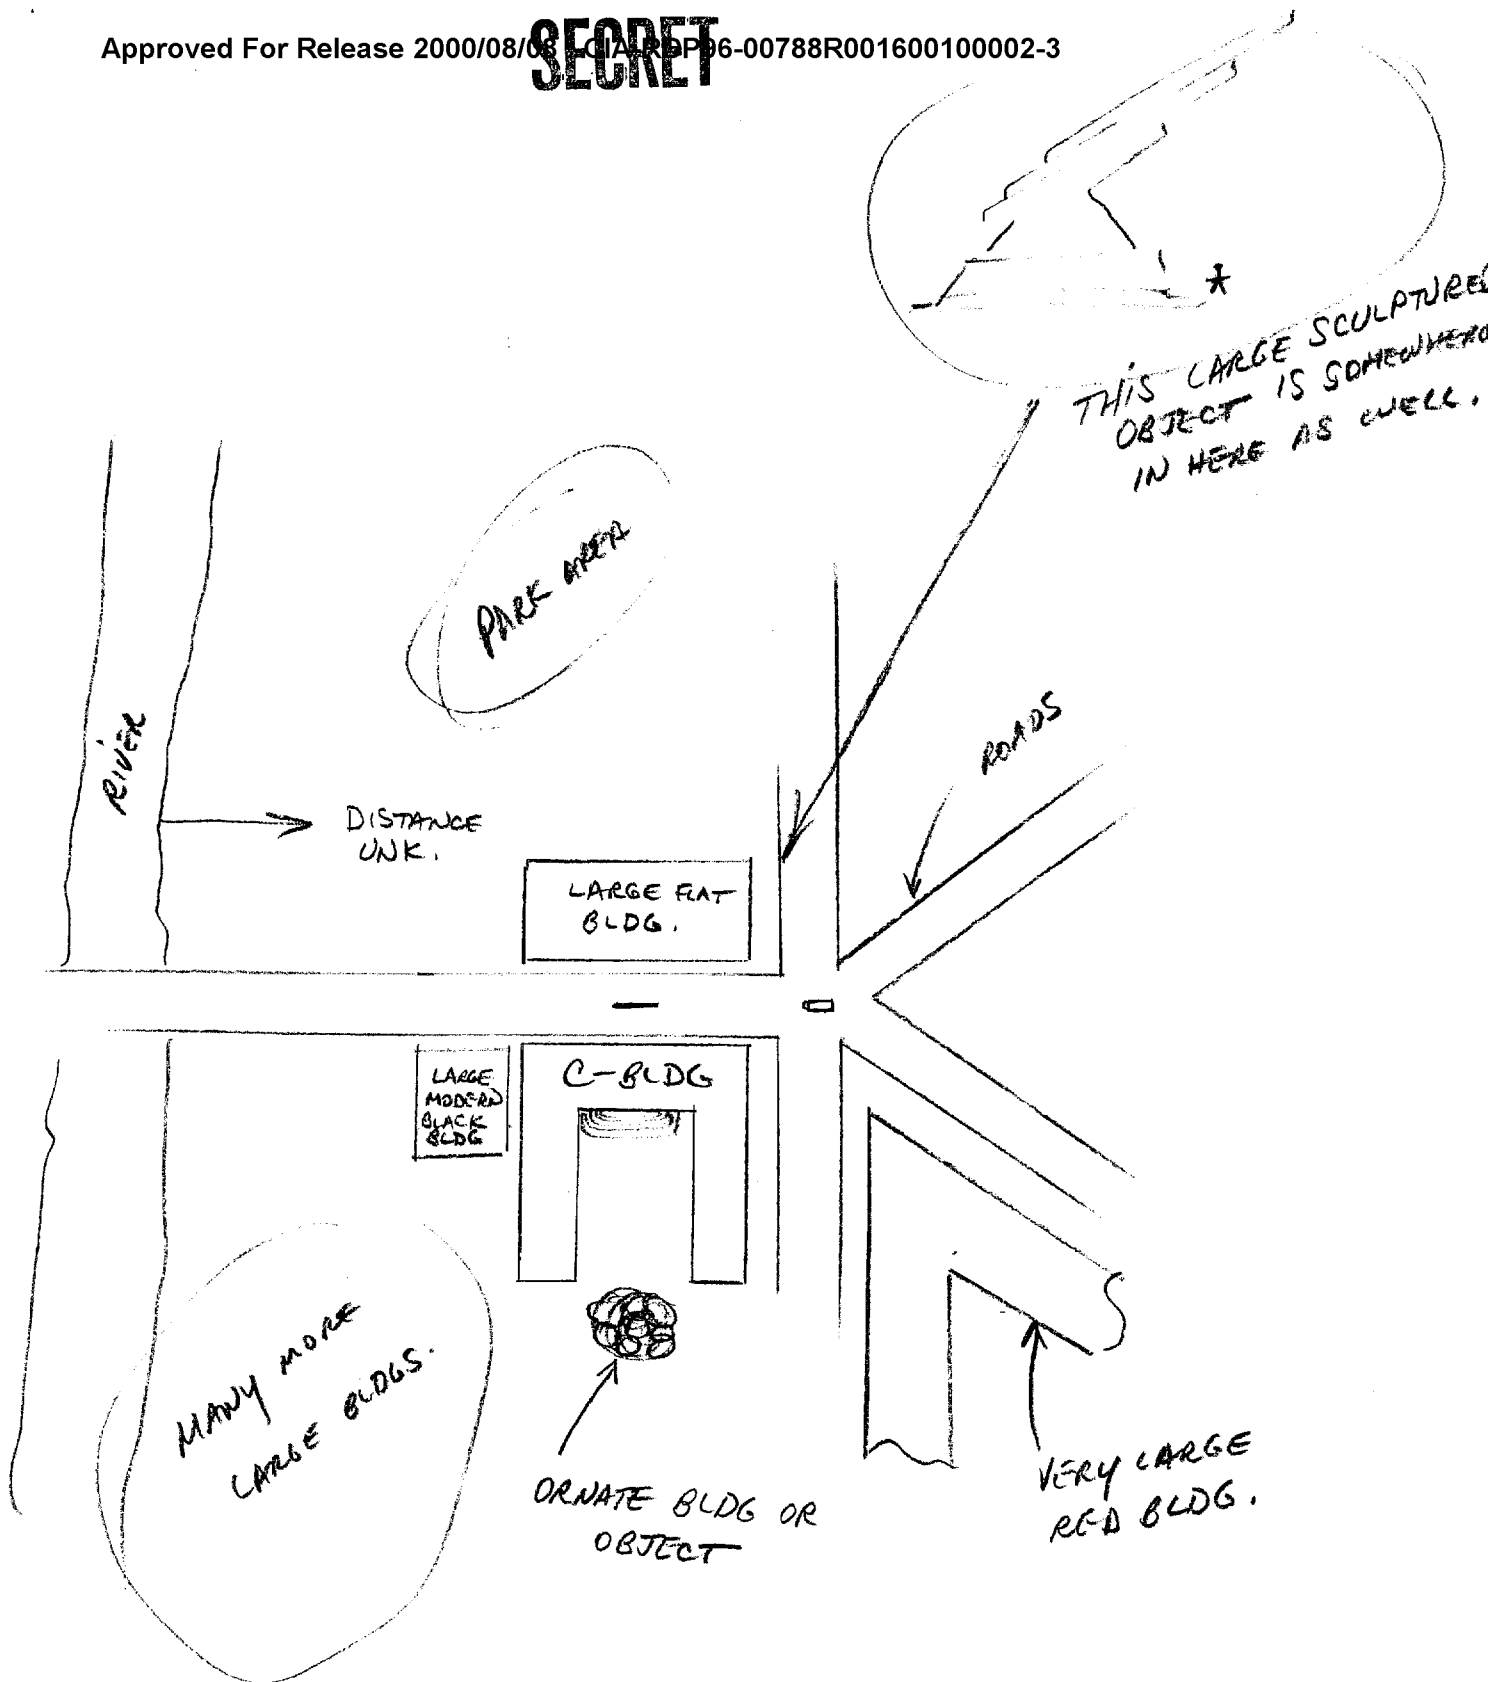 Approved For Release 2000/08/08 : CIA-RDP96-00788R001600100002-3
SECRET
THIS LARGE SCULPTURED
OBJECT IS SOMEWHERE
IN HERE AS WELL.
PARK AREA
RIVER
ROADS
DISTANCE
UNK.
LARGE FLAT
BLDG.
C-BLDG
LARGE
MODERN
BLACK
BLDG
MANY MORE
LARGE BLDGS.
ORNATE BLDG OR
OBJECT
VERY LARGE
RED BLDG.